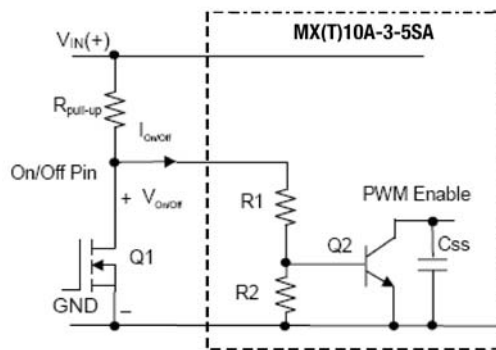 MX(T)10A-3-5SA
VIN(+)
Rpull-up
IOn/Off
On/Off Pin
+ VOn/Off
R1
PWM Enable
Q1
Q2
Css
R2
GND
–